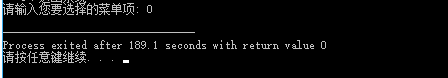 请输入您要选择的菜单项: 0
Process exited after 189.1 seconds with return value 0
请按任意键继续. . .